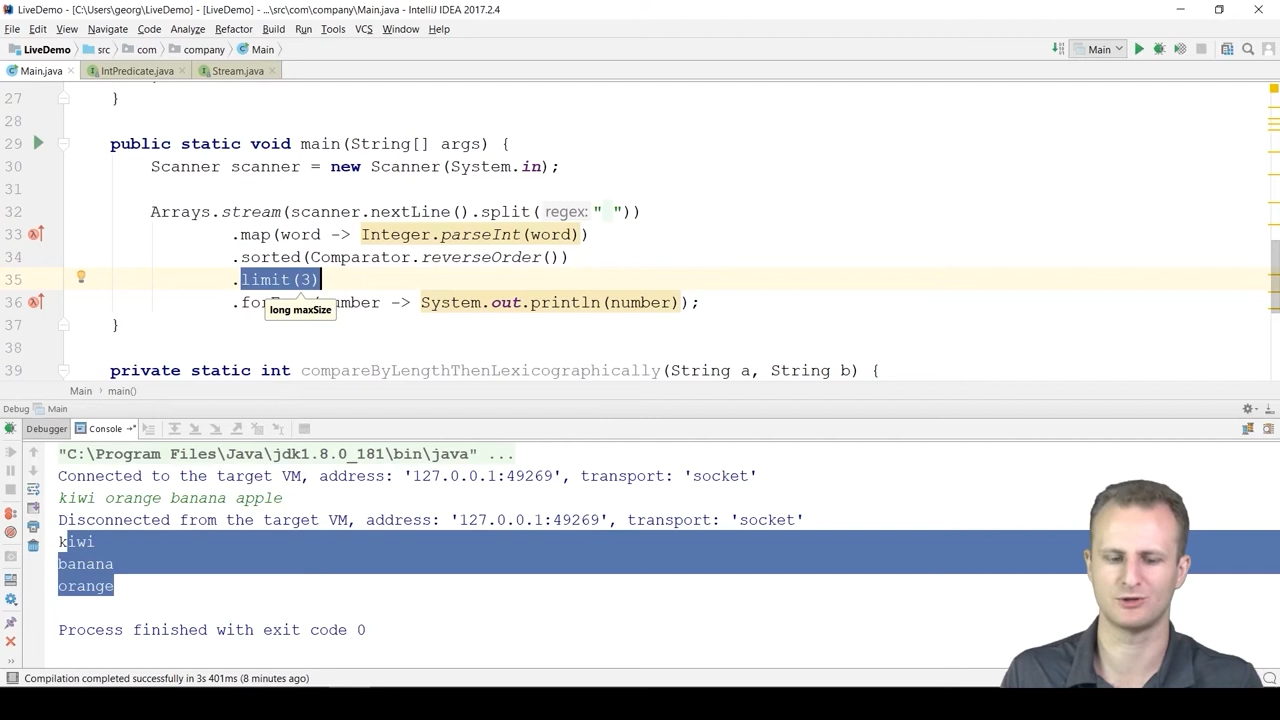 LiveDemo - [C:\Users\georg\LiveDemo] - [LiveDemo] - ...\src\com\company\Main.java - IntelliJ IDEA 2017.2.4
File Edit View Navigate Code Analyze Refactor Build Run Tools VCS Window Help
LiveDemo src com company Main Main
Main.java IntPredicate.java Stream.java
27 }
28
29 public static void main(String[] args) {
30 Scanner scanner = new Scanner(System.in);
31
32 Arrays.stream(scanner.nextLine().split( regex: " "))
33 .map(word -> Integer.parseInt(word))
34 .sorted(Comparator.reverseOrder())
35 .limit(3)
36 .for number -> System.out.println(number));
long maxSize
37 }
38
39 private static int compareByLengthThenLexicographically(String a, String b) {
Main main()
Debug Main
Debugger Console
"C:\Program Files\Java\jdk1.8.0_181\bin\java" ...
Connected to the target VM, address: '127.0.0.1:49269', transport: 'socket'
kiwi orange banana apple
Disconnected from the target VM, address: '127.0.0.1:49269', transport: 'socket'
kiwi
banana
orange
Process finished with exit code 0
Compilation completed successfully in 3s 401ms (8 minutes ago)